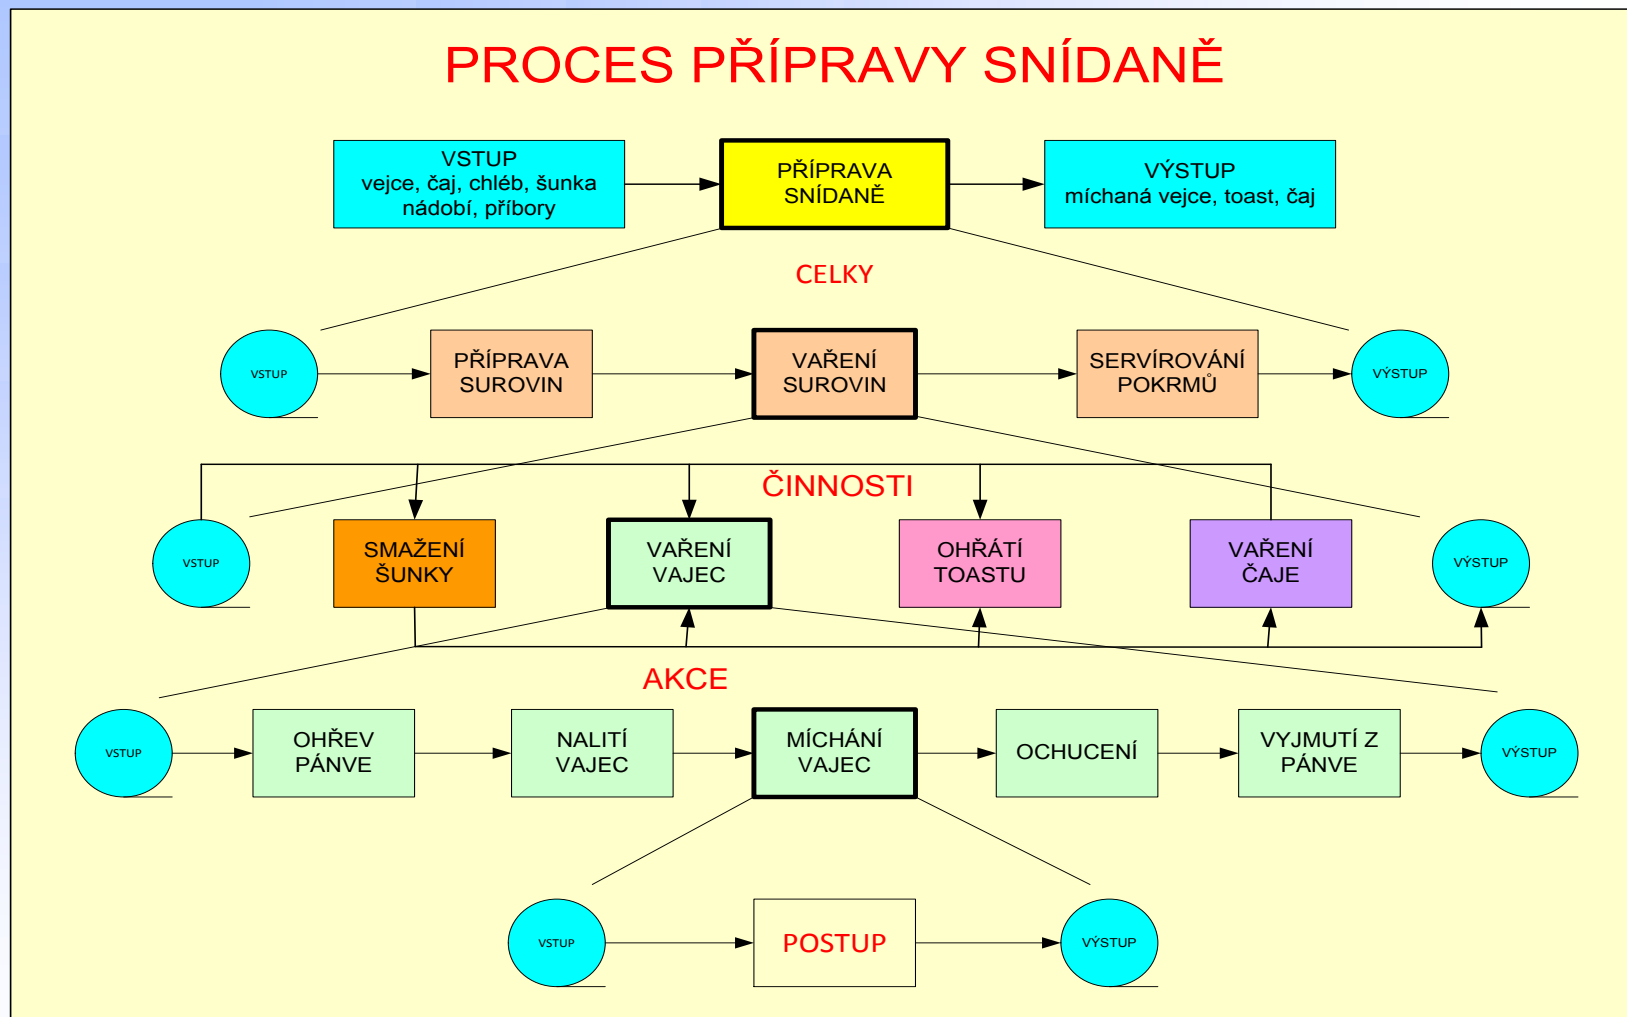 PROCES PŘÍPRAVY SNÍDANĚ
VSTUP
vejce, čaj, chléb, šunka
nádobí, příbory
PŘÍPRAVA
SNÍDANĚ
VÝSTUP
míchaná vejce, toast, čaj
CELKY
VSTUP
PŘÍPRAVA
SUROVIN
VAŘENÍ
SUROVIN
SERVÍROVÁNÍ
POKRMŮ
VÝSTUP
ČINNOSTI
VSTUP
SMAŽENÍ
ŠUNKY
VAŘENÍ
VAJEC
OHŘÁTÍ
TOASTU
VAŘENÍ
ČAJE
VÝSTUP
AKCE
VSTUP
OHŘEV
PÁNVE
NALITÍ
VAJEC
MÍCHÁNÍ
VAJEC
OCHUCENÍ
VYJMUTÍ Z
PÁNVE
VÝSTUP
VSTUP
POSTUP
VÝSTUP